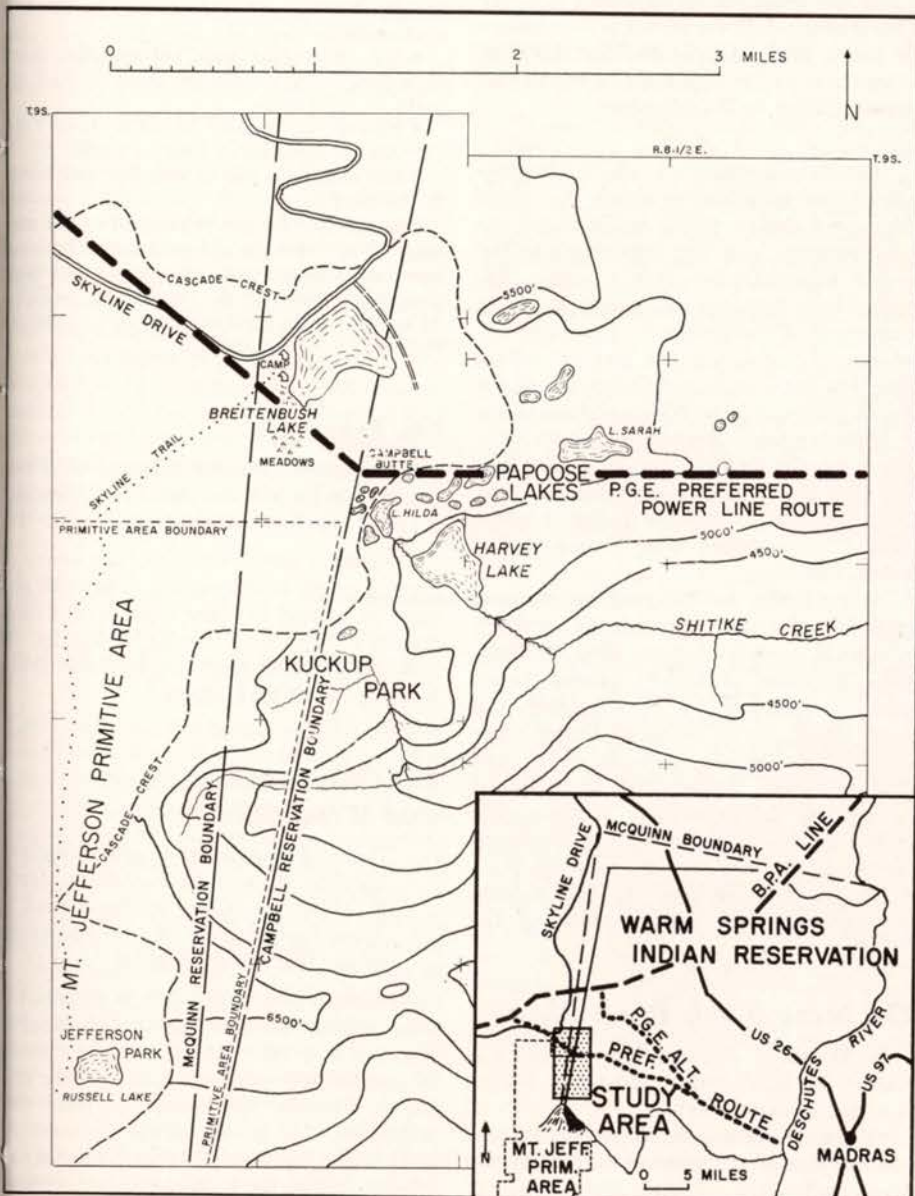 0 1 2 3 MILES
N
T.9S.
R.8-1/2 E.
T.9S.
5500'
CASCADE CREST
SKYLINE DRIVE
CAMP
BREITENBUSH
LAKE
MEADOWS
SKYLINE TRAIL
CAMPBELL
BUTTE
L. SARAH
PAPOOSE
LAKES
P.G.E. PREFERRED
POWER LINE ROUTE
L. HILDA
PRIMITIVE AREA BOUNDARY
HARVEY
LAKE
5000'
4500'
SHITIKE CREEK
KUCKUP
PARK
4500'
5000'
MT. JEFFERSON PRIMITIVE AREA
CASCADE CREST
McQUINN RESERVATION BOUNDARY
CAMPBELL RESERVATION BOUNDARY
PRIMITIVE AREA BOUNDARY
6500'
JEFFERSON
PARK
RUSSELL LAKE
SKYLINE DRIVE
MCQUINN BOUNDARY
B.P.A. LINE
WARM SPRINGS
INDIAN RESERVATION
P.G.E. ALT.
PREF. ROUTE
US 26
DESCHUTES RIVER
US 97
STUDY
AREA
MADRAS
N
MT. JEFF.
PRIM.
AREA
0 5 MILES